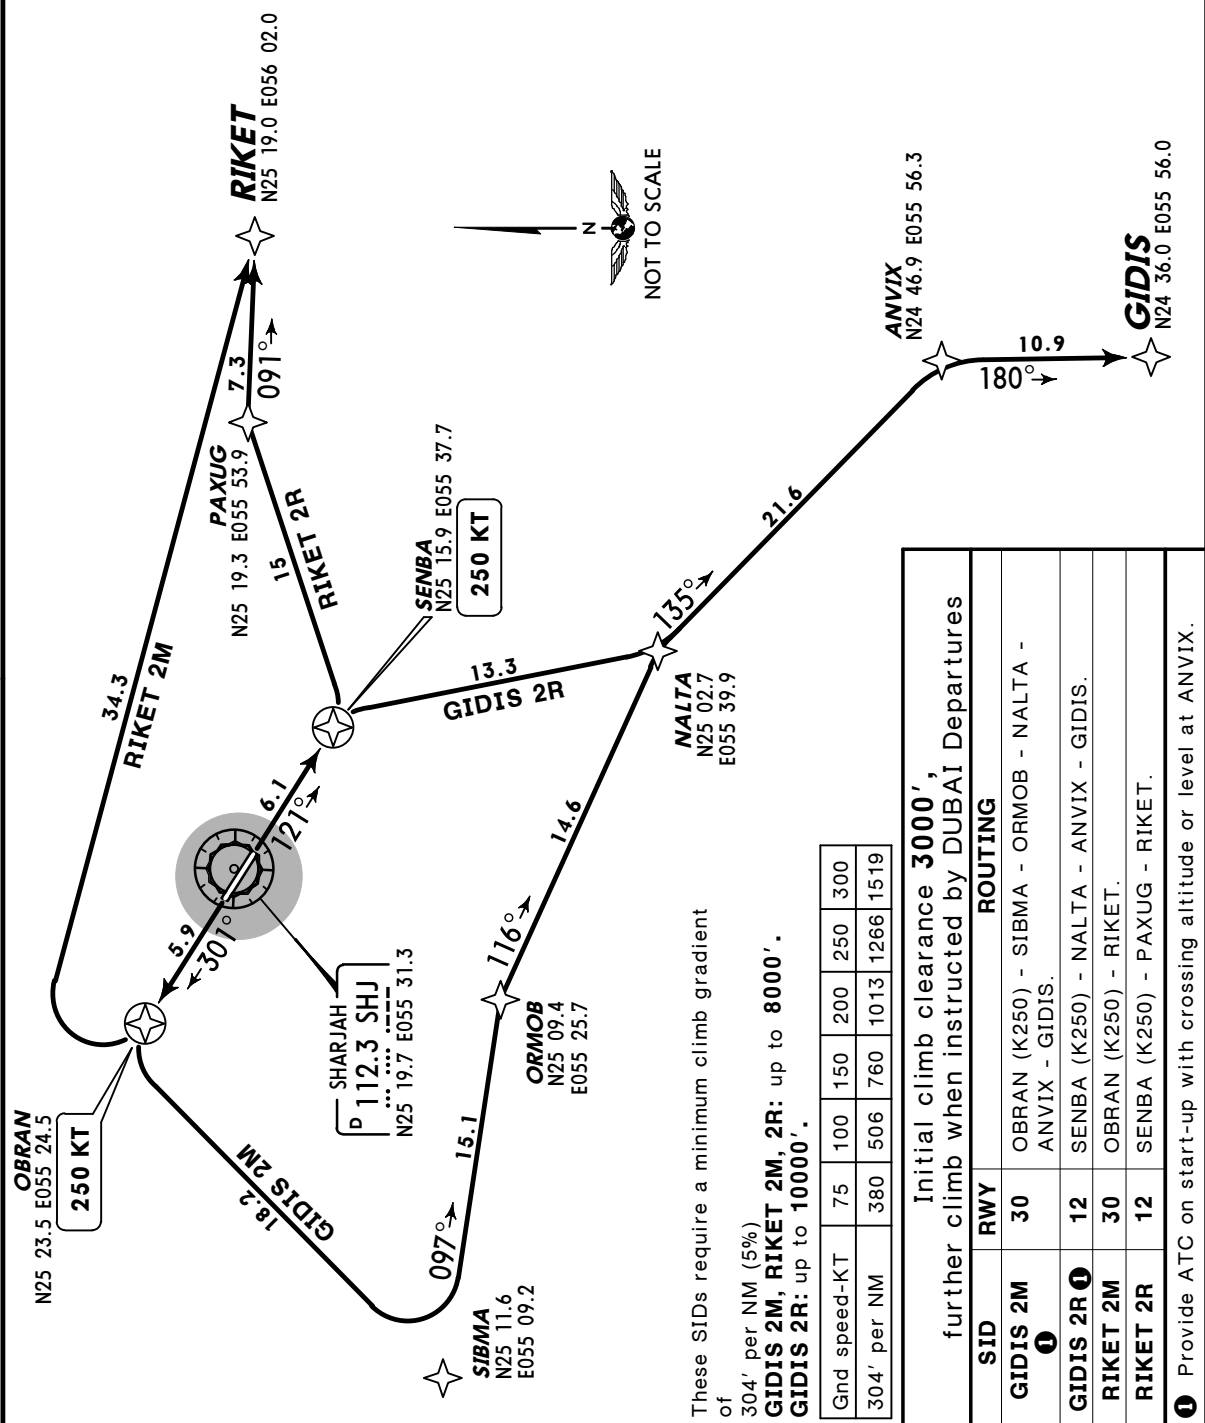 OBRAN
N25 23.5 E055 24.5
250 KT
RIKET
N25 19.0 E056 02.0
34.3
RIKET 2M
7.3
091°
PAXUG
N25 19.3 E055 53.9
15
RIKET 2R
SENBA
N25 15.9 E055 37.7
250 KT
5.9
301°
6.1
121°
SHARJAH
D 112.3 SHJ
N25 19.7 E055 31.3
N
NOT TO SCALE
18.2
GIDIS 2M
13.3
GIDIS 2R
SIBMA
N25 11.6
E055 09.2
097°
15.1
ORMOB
N25 09.4
E055 25.7
116°
14.6
NALTA
N25 02.7
E055 39.9
135°
21.6
ANVIX
N24 46.9 E055 56.3
180°
10.9
GIDIS
N24 36.0 E055 56.0
These SIDs require a minimum climb gradient
of
304' per NM (5%)
GIDIS 2M, RIKET 2M, 2R: up to 8000'.
GIDIS 2R: up to 10000'.
Gnd speed-KT 75 100 150 200 250 300
304' per NM 380 506 760 1013 1266 1519
Initial climb clearance 3000',
further climb when instructed by DUBAI Departures
SID RWY ROUTING
GIDIS 2M ❶ 30 OBRAN (K250) - SIBMA - ORMOB - NALTA -
ANVIX - GIDIS.
GIDIS 2R ❶ 12 SENBA (K250) - NALTA - ANVIX - GIDIS.
RIKET 2M 30 OBRAN (K250) - RIKET.
RIKET 2R 12 SENBA (K250) - PAXUG - RIKET.
❶ Provide ATC on start-up with crossing altitude or level at ANVIX.